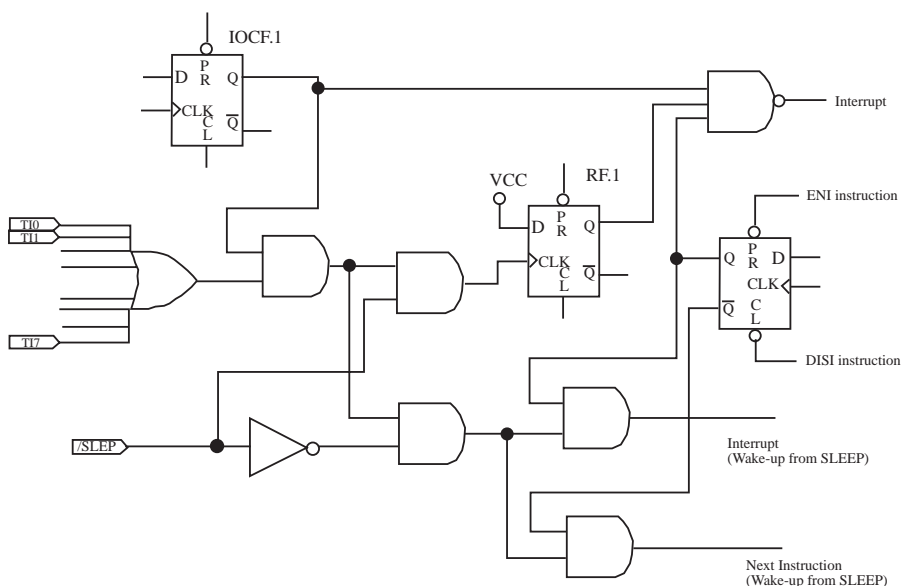 IOCF.1
P
R
D
Q
CLK
C
L
Q
Interrupt
VCC
RF.1
ENI instruction
P
R
D
Q
CLK
C
L
Q
P
R
Q
D
CLK
C
L
Q
DISI instruction
TI0
TI1
TI7
/SLEP
Interrupt
(Wake-up from SLEEP)
Next Instruction
(Wake-up from SLEEP)